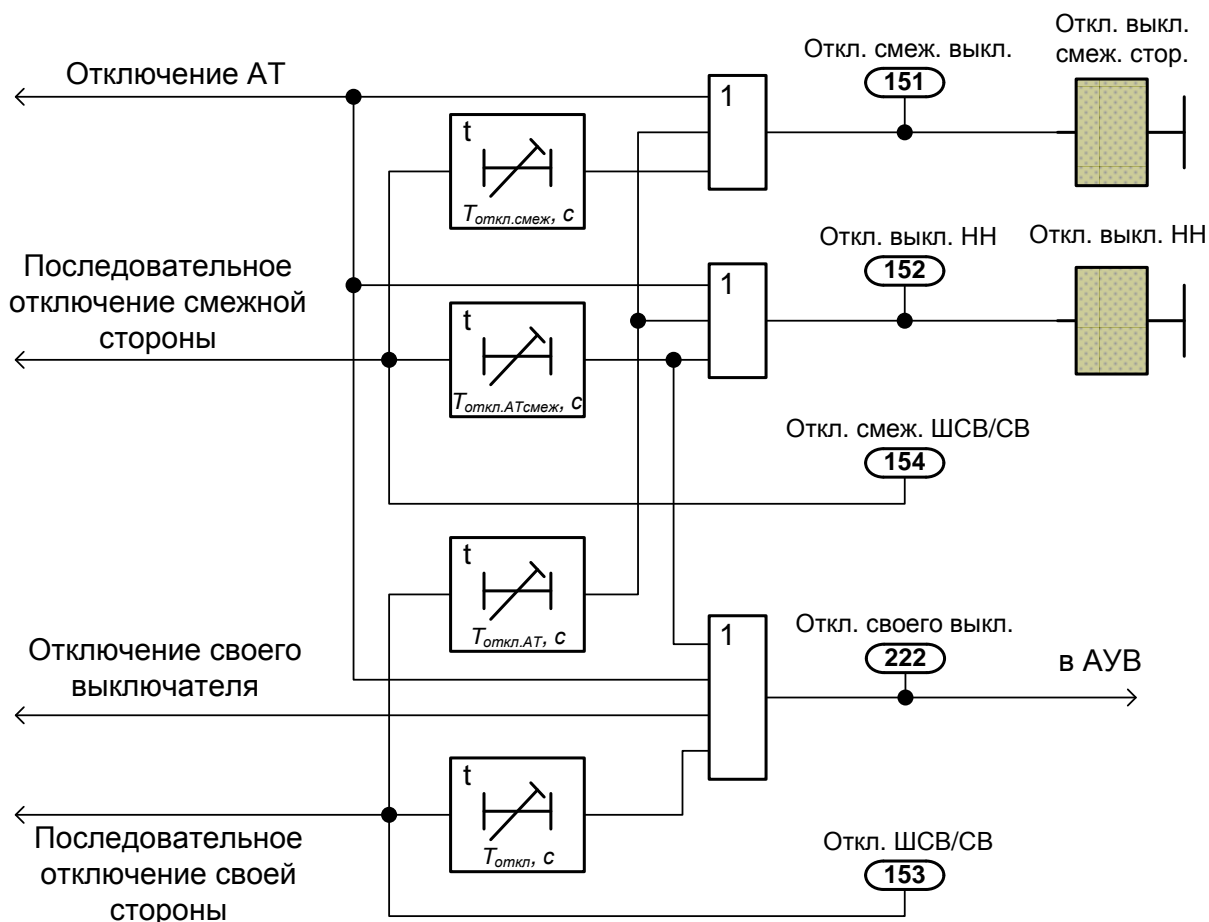 Отключение АТ
Откл. смеж. выкл.
151
Откл. выкл.
смеж. стор.
1
t
Tоткл.смеж, с
Последовательное
отключение смежной
стороны
Откл. выкл. НН
152
Откл. выкл. НН
1
t
Tоткл.АТсмеж, с
Откл. смеж. ШСВ/СВ
154
t
Tоткл.АТ, с
Отключение своего
выключателя
1
Откл. своего выкл.
222
в АУВ
t
Tоткл, с
Последовательное
отключение своей
стороны
Откл. ШСВ/СВ
153